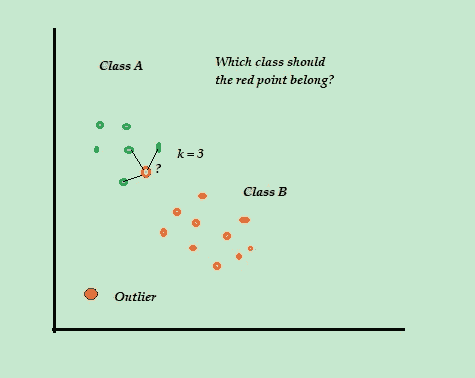 Class A
Which class should
the red point belong?
k = 3
?
Class B
Outlier